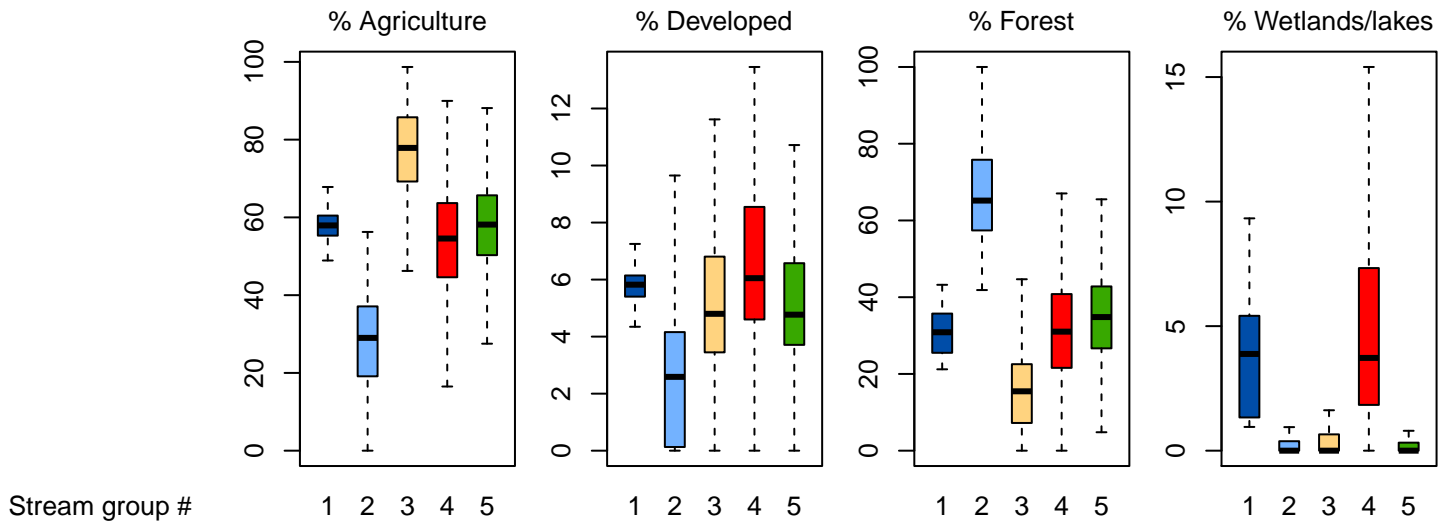 % Agriculture % Developed % Forest % Wetlands/lakes
0 20 40 60 80 100
0 2 4 6 8 10 12
0 20 40 60 80 100
0 5 10 15
Stream group # 1 2 3 4 5 1 2 3 4 5 1 2 3 4 5 1 2 3 4 5